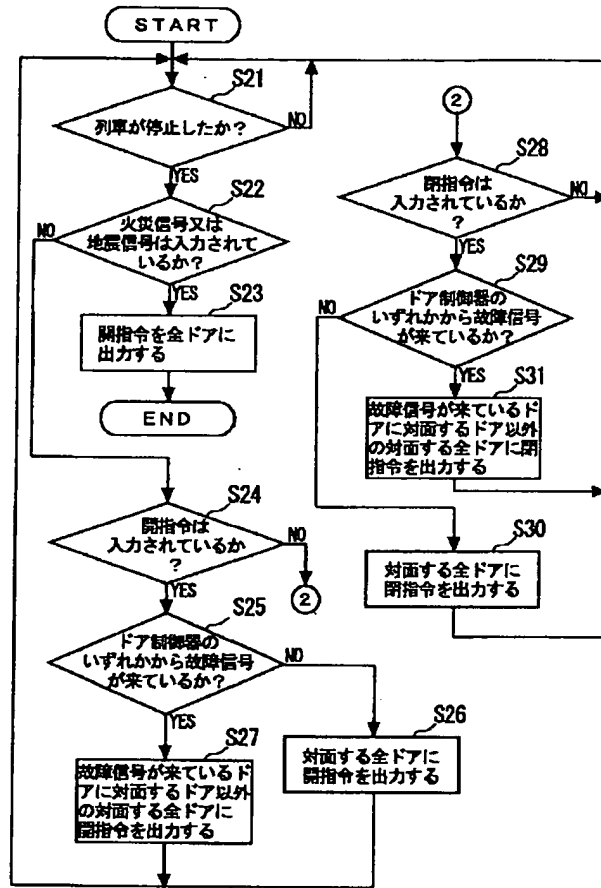 START
S21
列車が停止したか？
NO
YES
S22
火災信号又は
地震信号は入力されて
いるか？
NO
YES
S23
開指令を全ドアに
出力する
END
S24
開指令は
入力されているか
？
NO
②
YES
S25
ドア制御器の
いずれかから故障信号
が来ているか？
NO
YES
S27
故障信号が来ているド
アに対面するドア以外
の対面する全ドアに
開指令を出力する
S26
対面する全ドアに
開指令を出力する
②
S28
閉指令は
入力されているか
？
NO
YES
S29
ドア制御器の
いずれかから故障信号
が来ているか？
NO
YES
S31
故障信号が来ているド
アに対面するドア以外
の対面する全ドアに閉
指令を出力する
S30
対面する全ドアに
閉指令を出力する